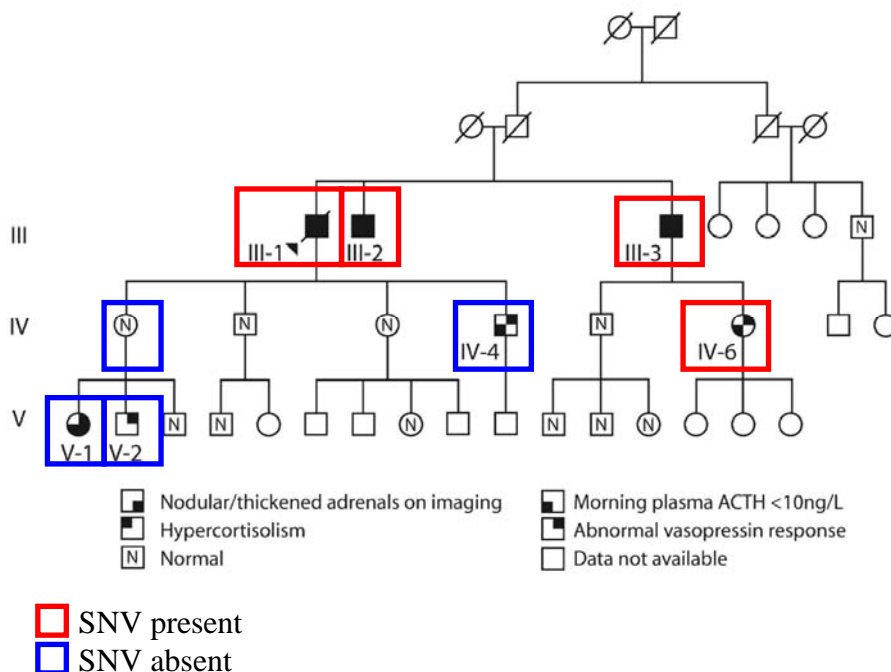 III
III-1 III-2 III-3 N
IV
N N N IV-4 N IV-6
V
V-1 V-2 N N N N N N
Nodular/thickened adrenals on imaging
Hypercortisolism
N Normal
Morning plasma ACTH <10ng/L
Abnormal vasopressin response
Data not available
SNV present
SNV absent